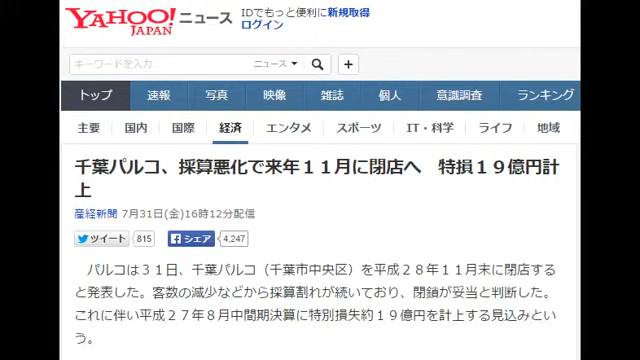 YAHOO! JAPAN ニュース
IDでもっと便利に新規取得
ログイン
キーワードを入力 ニュース +
トップ 速報 写真 映像 雑誌 個人 意識調査 ランキング
主要 国内 国際 経済 エンタメ スポーツ IT・科学 ライフ 地域
千葉パルコ、採算悪化で来年１１月に閉店へ　特損１９億円計
上
産経新聞 7月31日(金)16時12分配信
ツイート 815 シェア 4,247
パルコは３１日、千葉パルコ（千葉市中央区）を平成２８年１１月末に閉店する
と発表した。客数の減少などから採算割れが続いており、閉鎖が妥当と判断した。
これに伴い平成２７年８月中間期決算に特別損失約１９億円を計上する見込みとい
う。